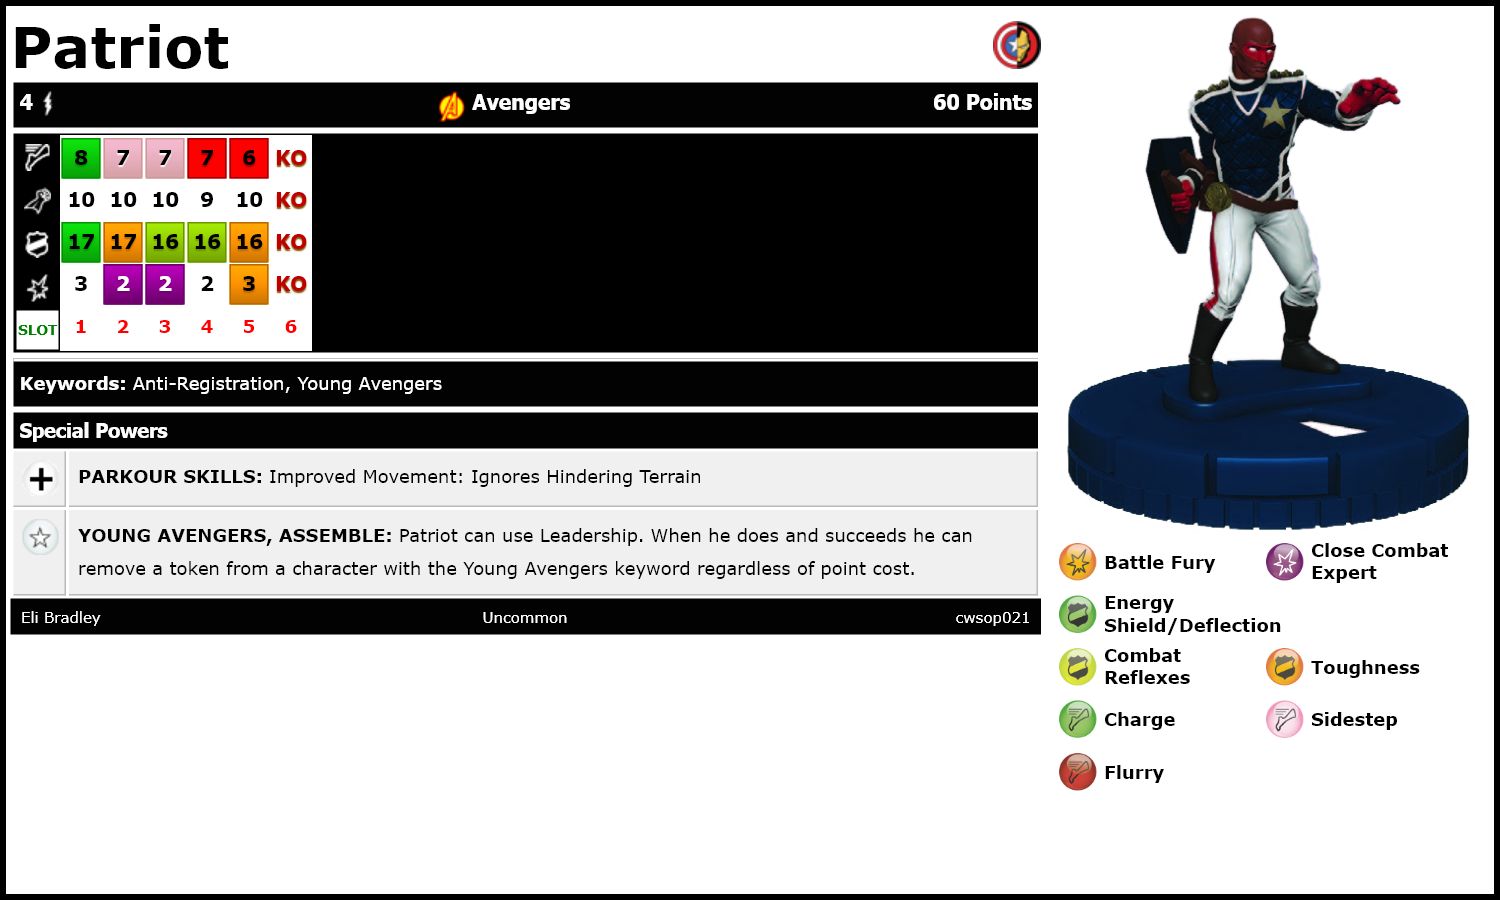 Patriot
4 Avengers 60 Points
8 7 7 7 6 KO
10 10 10 9 10 KO
17 17 16 16 16 KO
3 2 2 2 3 KO
SLOT 1 2 3 4 5 6
Keywords: Anti-Registration, Young Avengers
Special Powers
PARKOUR SKILLS: Improved Movement: Ignores Hindering Terrain
YOUNG AVENGERS, ASSEMBLE: Patriot can use Leadership. When he does and succeeds he can
remove a token from a character with the Young Avengers keyword regardless of point cost.
Eli Bradley Uncommon cwsop021
Battle Fury
Close Combat
Expert
Energy
Shield/Deflection
Combat
Reflexes
Toughness
Charge
Sidestep
Flurry